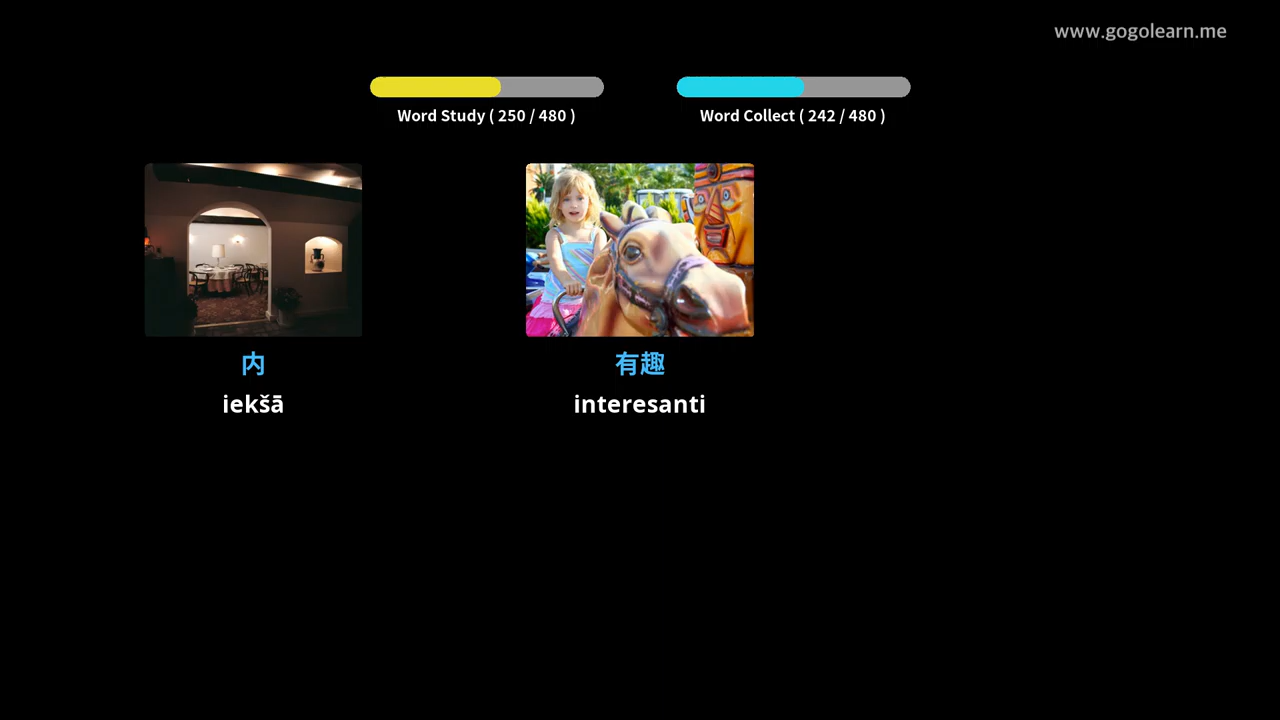 www.gogolearn.me
Word Study ( 250 / 480 )
Word Collect ( 242 / 480 )
内
iekšā
有趣
interesanti